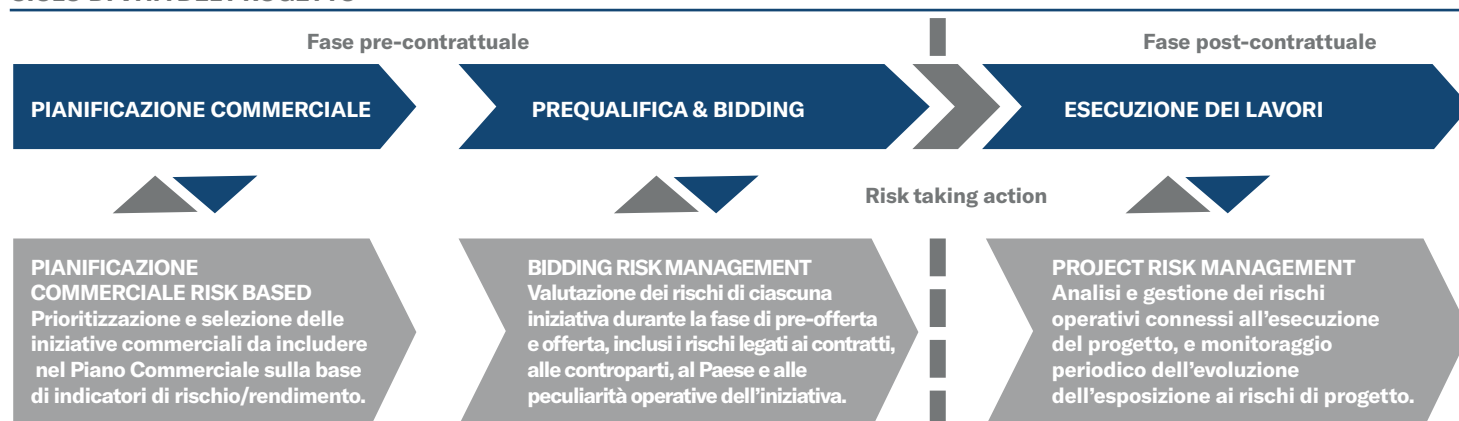 Fase pre-contrattuale
Fase post-contrattuale
PIANIFICAZIONE COMMERCIALE
PREQUALIFICA & BIDDING
ESECUZIONE DEI LAVORI
Risk taking action
PIANIFICAZIONE
COMMERCIALE RISK BASED
Prioritizzazione e selezione delle
iniziative commerciali da includere
nel Piano Commerciale sulla base
di indicatori di rischio/rendimento.
BIDDING RISK MANAGEMENT
Valutazione dei rischi di ciascuna
iniziativa durante la fase di pre-offerta
e offerta, inclusi i rischi legati ai contratti,
alle controparti, al Paese e alle
peculiarità operative dell’iniziativa.
PROJECT RISK MANAGEMENT
Analisi e gestione dei rischi
operativi connessi all’esecuzione
del progetto, e monitoraggio
periodico dell’evoluzione
dell’esposizione ai rischi di progetto.